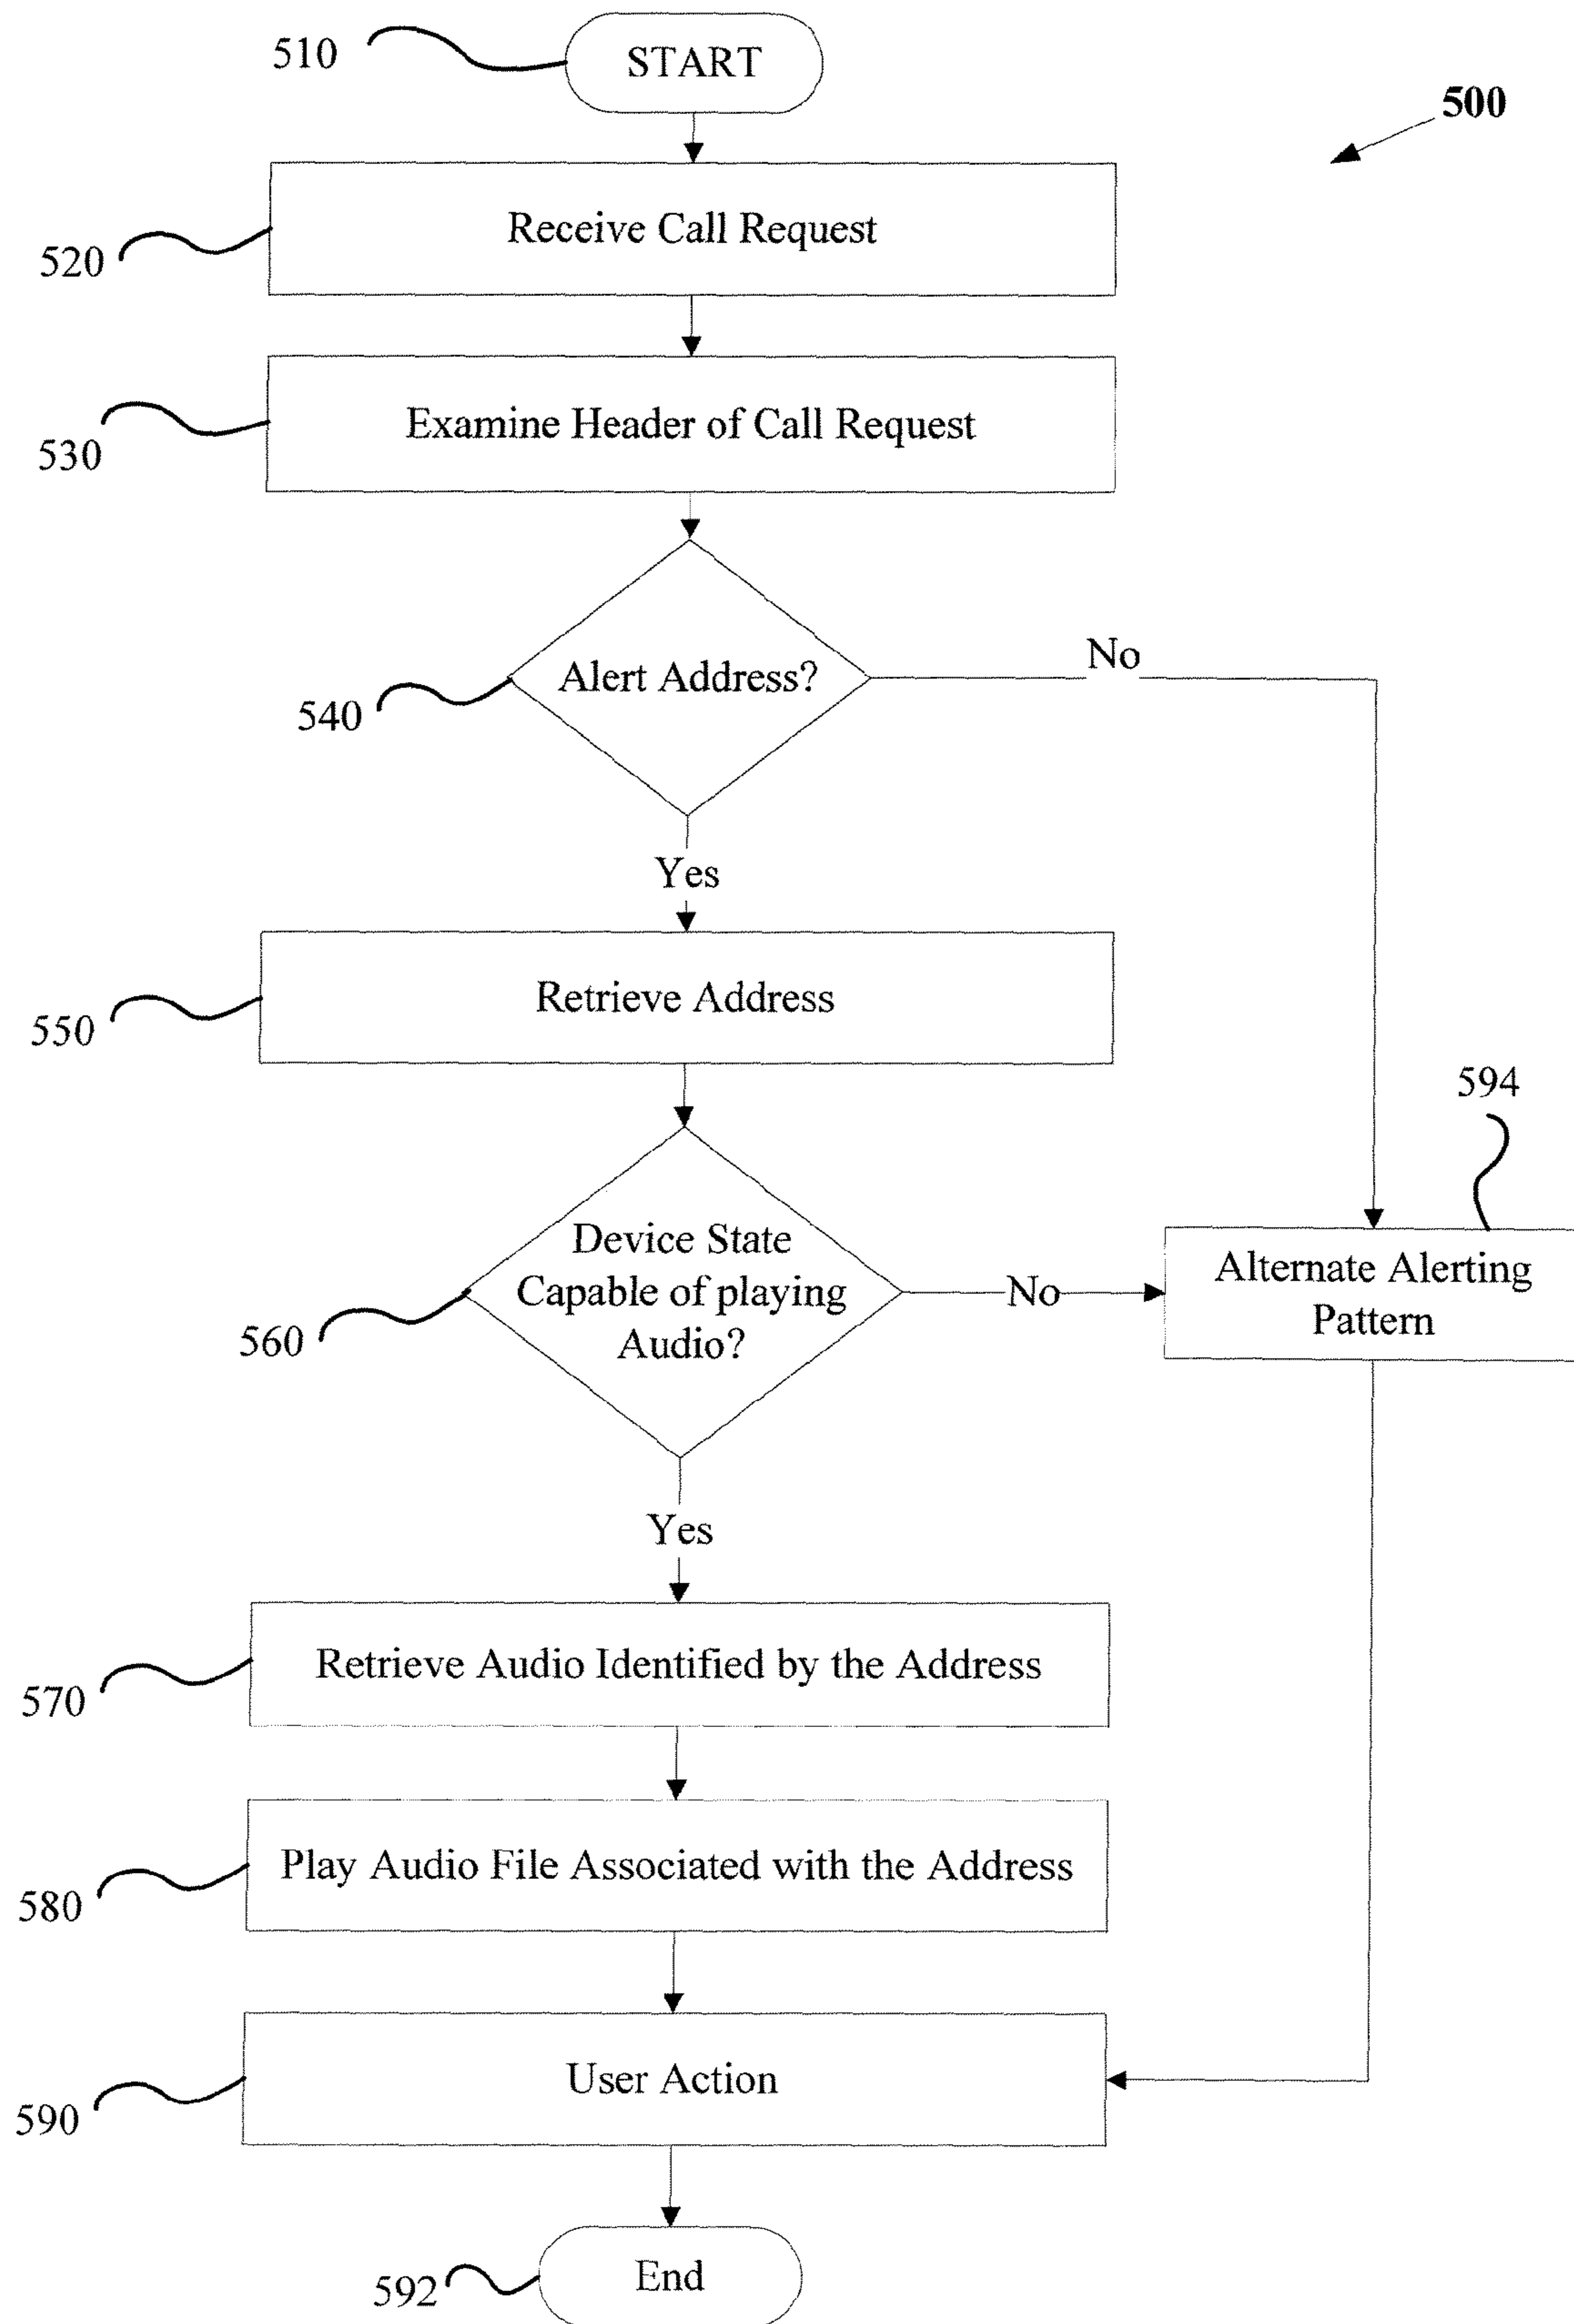 510
START
500
Receive Call Request
520
Examine Header of Call Request
530
No
Alert Address?
540
Yes
Retrieve Address
550
594
Device State
Capable of playing
Audio?
No
Alternate Alerting
Pattern
560
Yes
Retrieve Audio Identified by the Address
570
Play Audio File Associated with the Address
580
User Action
590
End
592